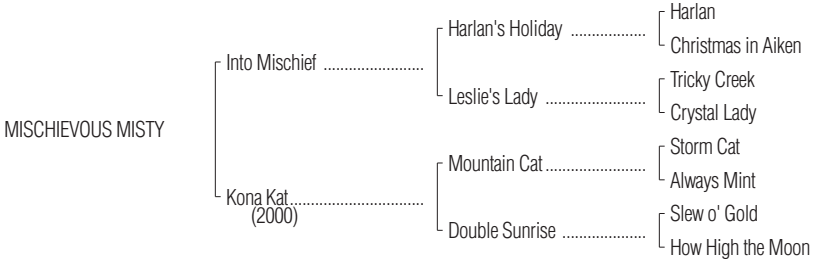 Harlan
Harlan's Holiday ....................
Christmas in Aiken
Into Mischief ..........................
Tricky Creek
Leslie's Lady ..........................
Crystal Lady
MISCHIEVOUS MISTY
Storm Cat
Mountain Cat ..........................
Always Mint
Kona Kat...................................
(2000)
Slew o' Gold
Double Sunrise ......................
How High the Moon